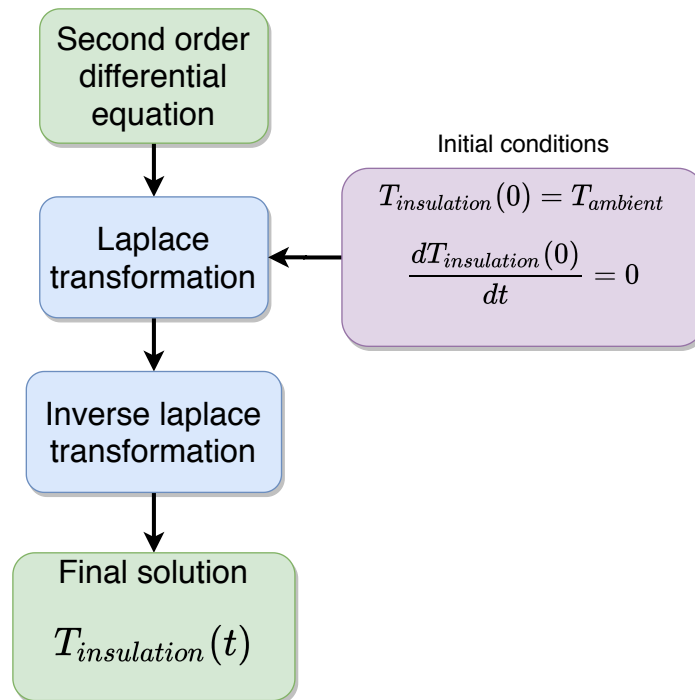 Second order
differential
equation
Laplace
transformation
Initial conditions
T_{insulation}(0) = T_{ambient}
\frac{dT_{insulation}(0)}{dt} = 0
Inverse laplace
transformation
Final solution
T_{insulation}(t)